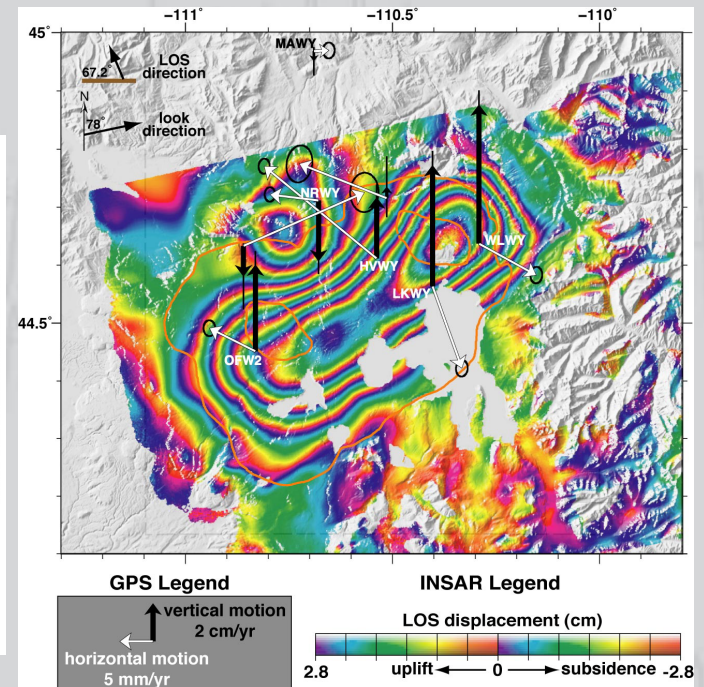 −111° −110.5° −110°
45°
MAWY
67.2° LOS
direction
N
78° look
direction
NRWY
WLWY
HVWY
LKWY
44.5°
OFW2
GPS Legend INSAR Legend
vertical motion
2 cm/yr
horizontal motion
5 mm/yr
LOS displacement (cm)
2.8 uplift 0 subsidence -2.8